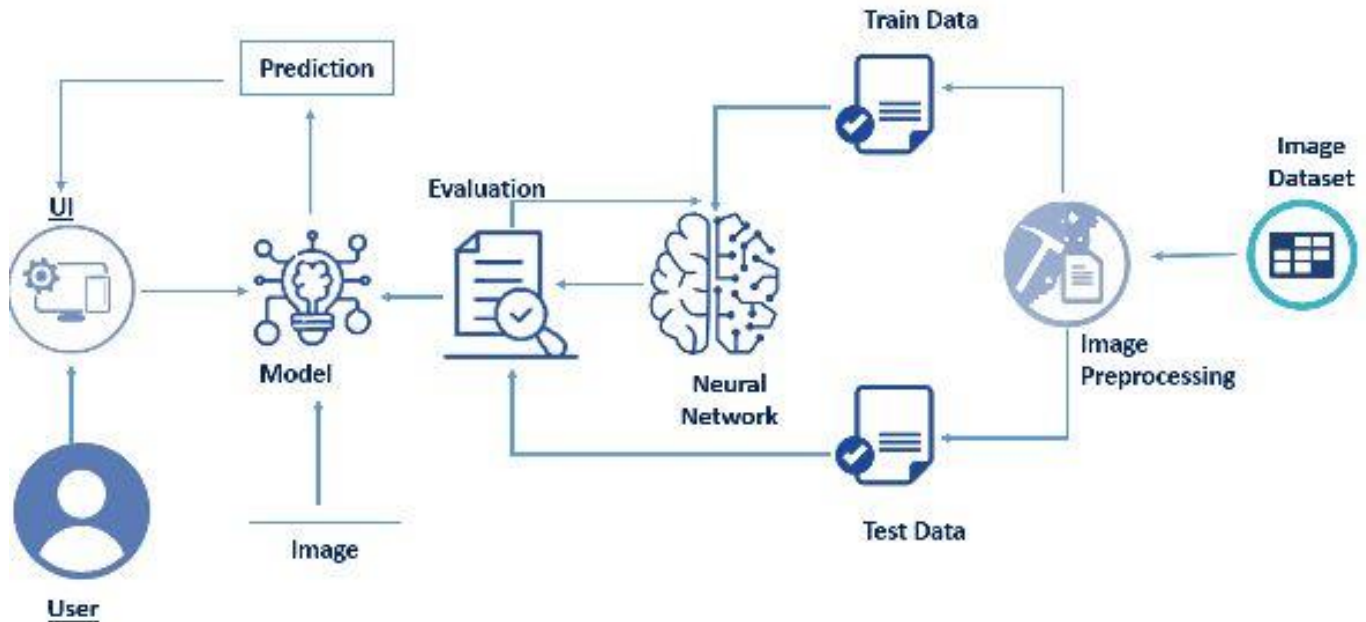 Train Data
Prediction
Image
Dataset
Evaluation
UI
Image
Preprocessing
Model
Neural
Network
Test Data
Image
User